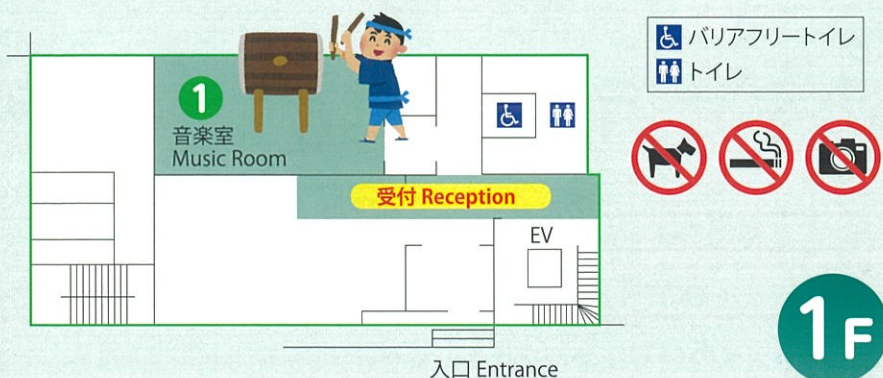 バリアフリートイレ
トイレ
1
音楽室
Music Room
受付 Reception
EV
1F
入口 Entrance